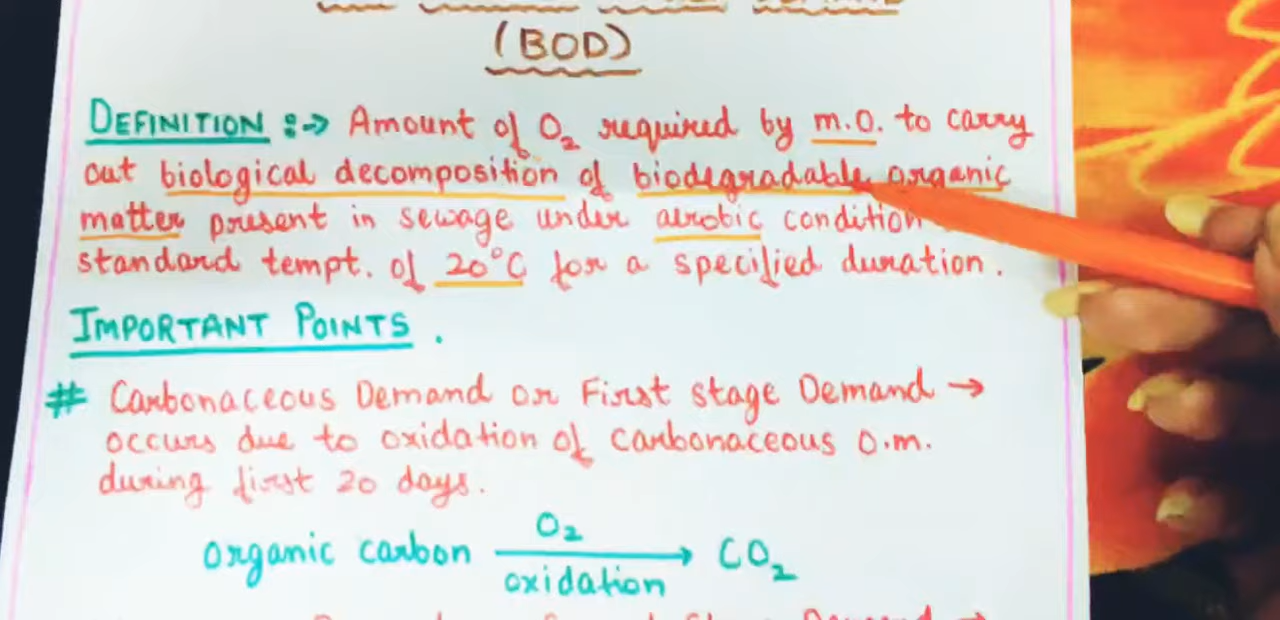 (BOD)
DEFINITION :-> Amount of O₂ required by m.o. to carry
out biological decomposition of biodegradable organic
matter present in sewage under aerobic condition
standard tempt. of 20°C for a specified duration.
IMPORTANT POINTS.
# Carbonaceous Demand or First stage Demand →
occurs due to oxidation of carbonaceous o.m.
during first 20 days.
organic carbon O₂ oxidation → CO₂